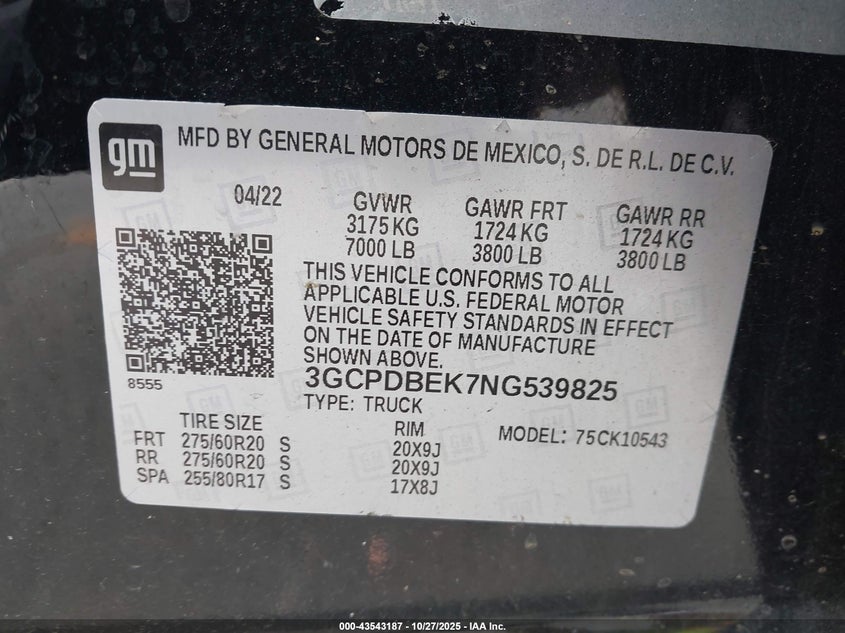 gm
MFD BY GENERAL MOTORS DE MEXICO, S. DE R.L. DE C.V.
04/22
GVWR GAWR FRT GAWR RR
3175 KG 1724 KG 1724 KG
7000 LB 3800 LB 3800 LB
THIS VEHICLE CONFORMS TO ALL
APPLICABLE U.S. FEDERAL MOTOR
VEHICLE SAFETY STANDARDS IN EFFECT
ON THE DATE OF MANUFACTURE
SHOWN ABOVE.
8555
3GCPDBEK7NG539825
TYPE: TRUCK
TIRE SIZE RIM MODEL: 75CK10543
FRT 275/60R20 S 20X9J
RR 275/60R20 S 20X9J
SPA 255/80R17 S 17X8J
000-43543187 - 10/27/2025 - IAA Inc.